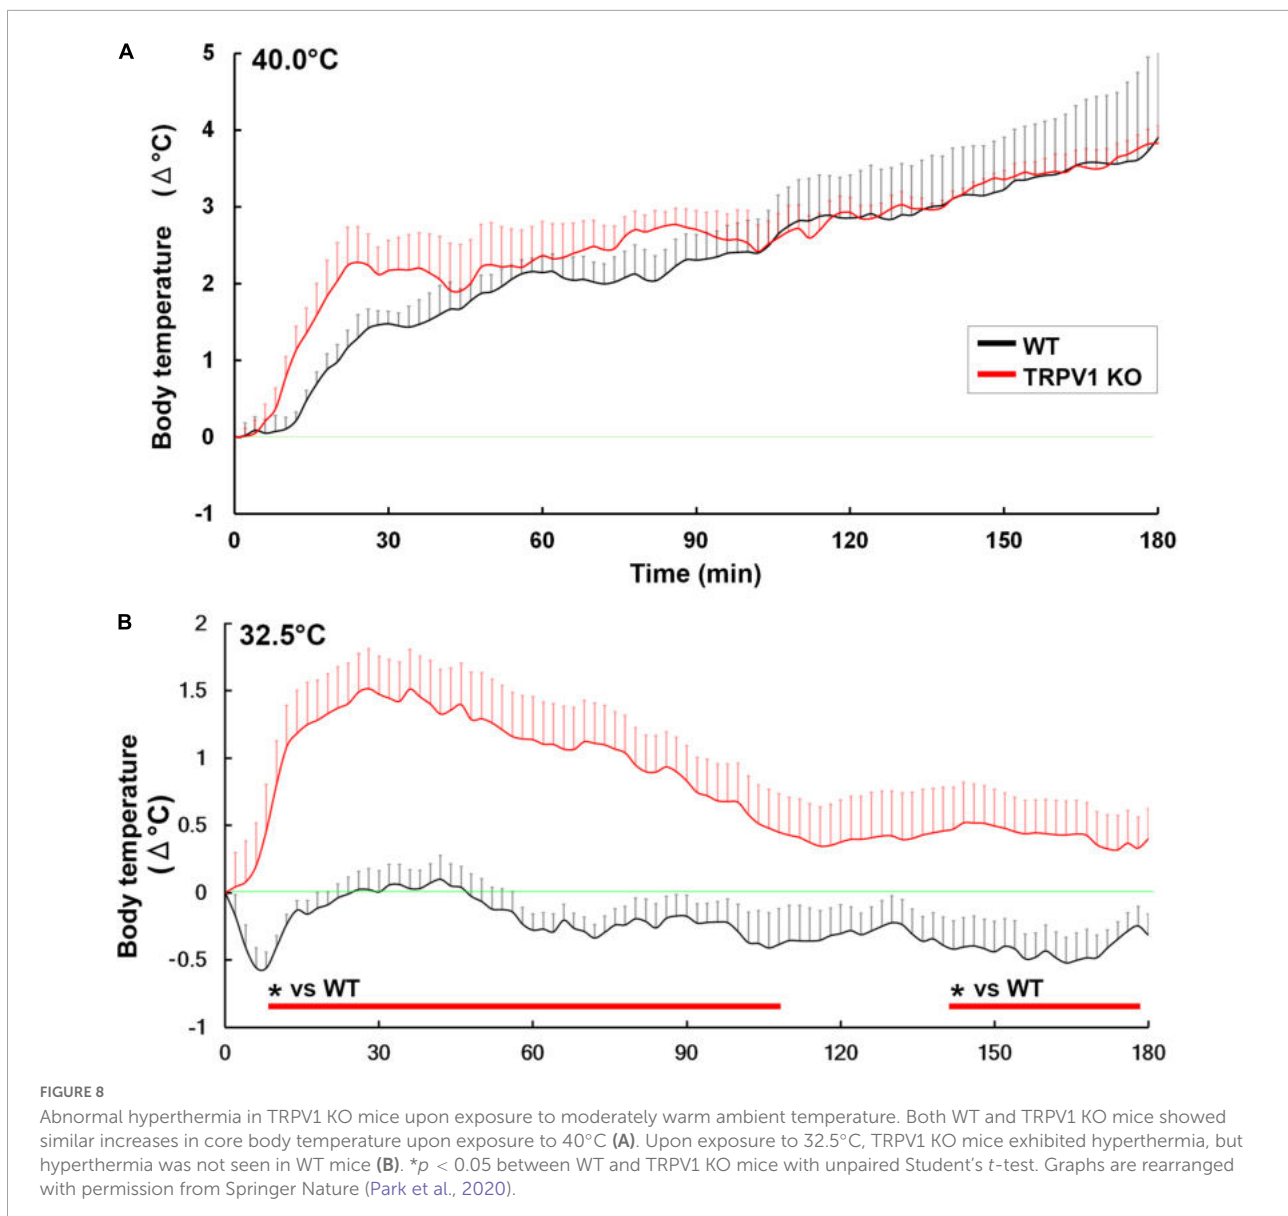 A
40.0°C
5
4
3
2
1
0
-1
Body temperature (Δ°C)
WT
TRPV1 KO
0 30 60 90 120 150 180
Time (min)
B
32.5°C
2
1.5
1
0.5
0
-0.5
-1
Body temperature
(Δ°C)
* vs WT * vs WT
0 30 60 90 120 150 180
FIGURE 8
Abnormal hyperthermia in TRPV1 KO mice upon exposure to moderately warm ambient temperature. Both WT and TRPV1 KO mice showed
similar increases in core body temperature upon exposure to 40°C (A). Upon exposure to 32.5°C, TRPV1 KO mice exhibited hyperthermia, but
hyperthermia was not seen in WT mice (B). *p < 0.05 between WT and TRPV1 KO mice with unpaired Student's t-test. Graphs are rearranged
with permission from Springer Nature (Park et al., 2020).